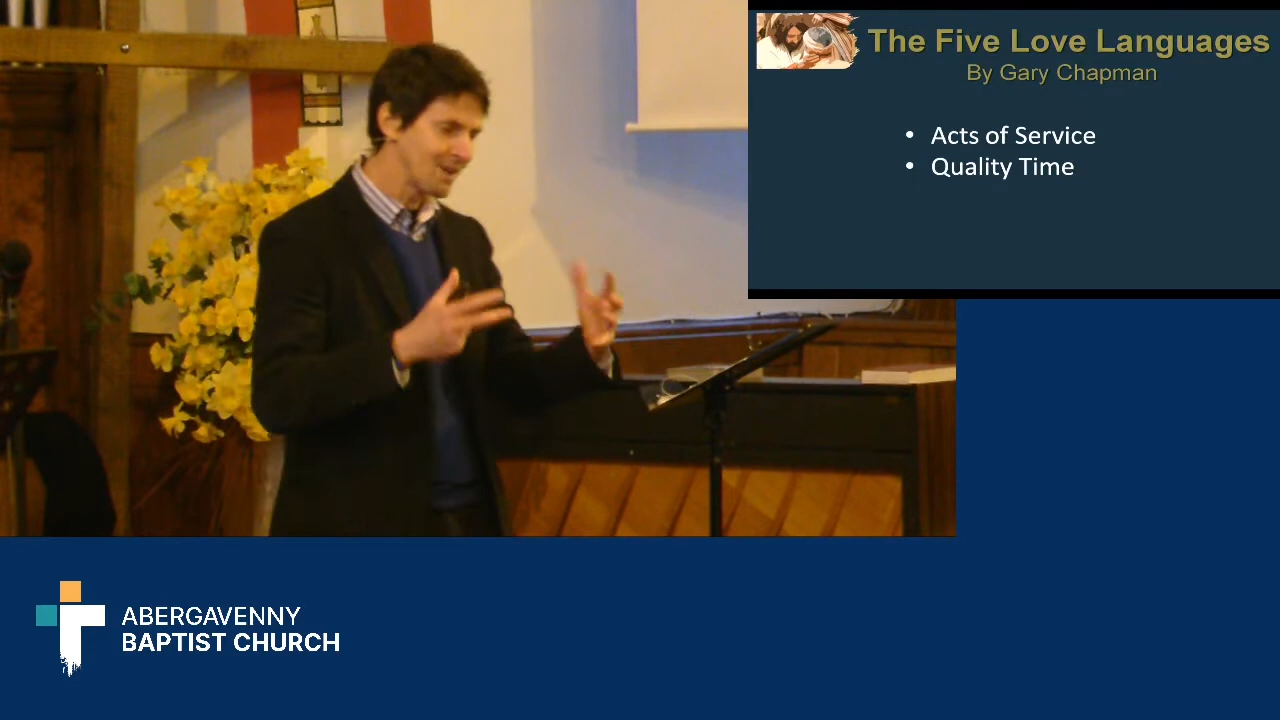 The Five Love Languages
By Gary Chapman
• Acts of Service
• Quality Time
ABERGAVENNY
BAPTIST CHURCH